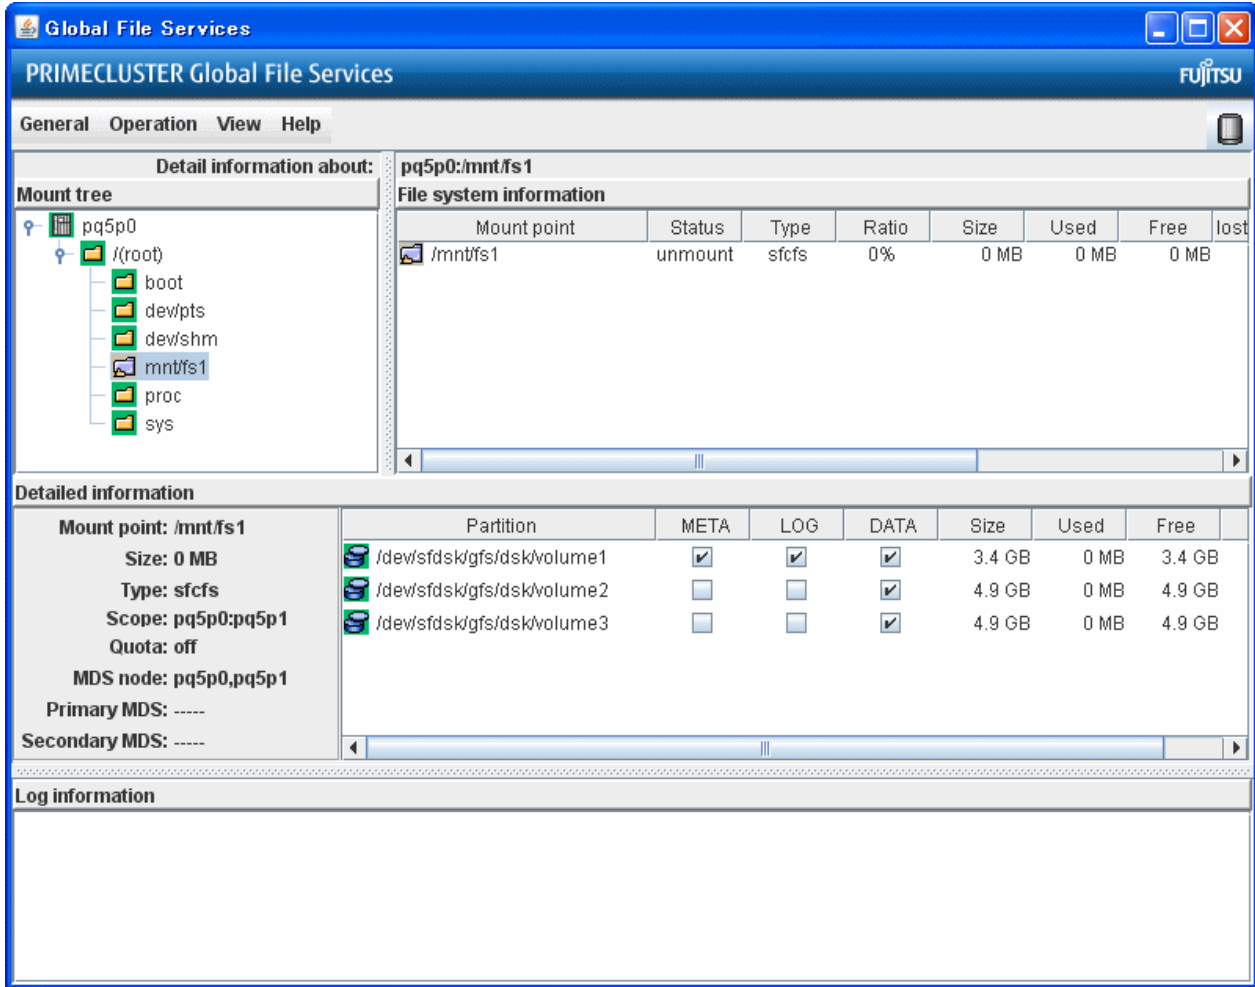 Global File Services
PRIMECLUSTER Global File Services
FUJITSU
General Operation View Help
Detail information about: pq5p0:/mnt/fs1
Mount tree
pq5p0
/(root)
boot
dev/pts
dev/shm
mnt/fs1
proc
sys
File system information
Mount point Status Type Ratio Size Used Free lost
/mnt/fs1 unmount sfcfs 0% 0 MB 0 MB 0 MB
Detailed information
Mount point: /mnt/fs1
Size: 0 MB
Type: sfcfs
Scope: pq5p0:pq5p1
Quota: off
MDS node: pq5p0,pq5p1
Primary MDS: -----
Secondary MDS: -----
Partition META LOG DATA Size Used Free
/dev/sfdsk/gfs/dsk/volume1 3.4 GB 0 MB 3.4 GB
/dev/sfdsk/gfs/dsk/volume2 4.9 GB 0 MB 4.9 GB
/dev/sfdsk/gfs/dsk/volume3 4.9 GB 0 MB 4.9 GB
Log information